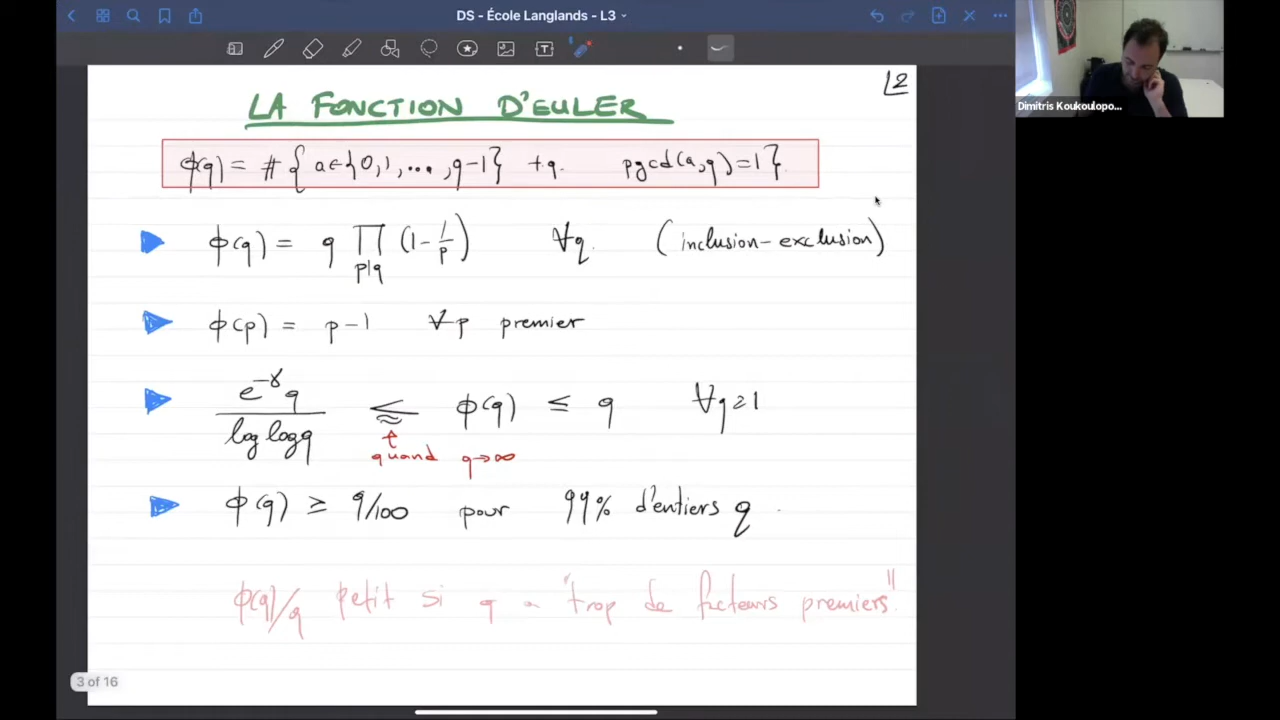 DS - École Langlands - L3
Dimitris Koukoulopo...
L2
LA FONCTION D'EULER
φ(q) = #{a∈{0,1,...,q-1} t.q. pgcd(a,q)=1}.
φ(q) = q ∏_{p|q} (1-1/p) ∀q. (inclusion-exclusion)
φ(p) = p-1 ∀p premier
e^{-γ} q / log log q ≲ φ(q) ≤ q ∀q≥1
quand q→∞
φ(q) ≥ q/100 pour 99% d'entiers q.
φ(q)/q petit si q a "trop de facteurs premiers".
3 of 16